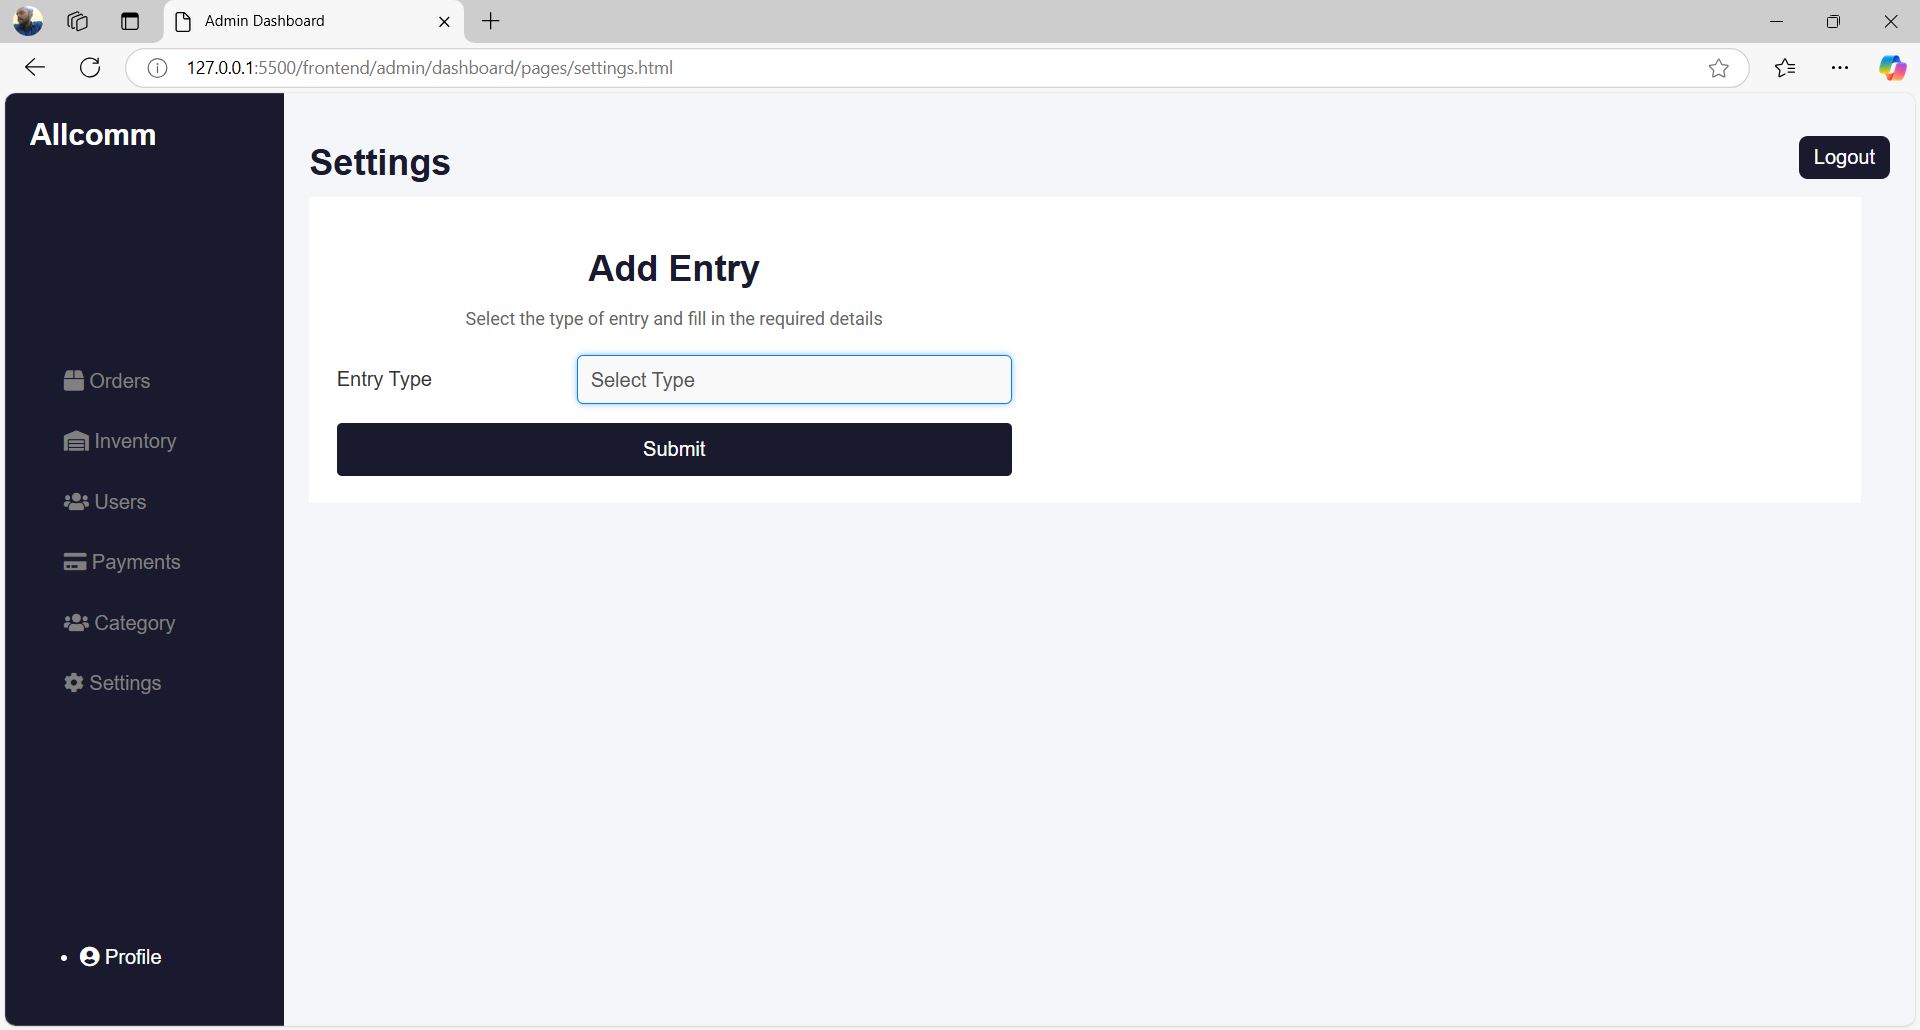 Admin Dashboard
127.0.0.1:5500/frontend/admin/dashboard/pages/settings.html
Allcomm
Orders
Inventory
Users
Payments
Category
Settings
Profile
Settings
Logout
Add Entry
Select the type of entry and fill in the required details
Entry Type
Select Type
Submit